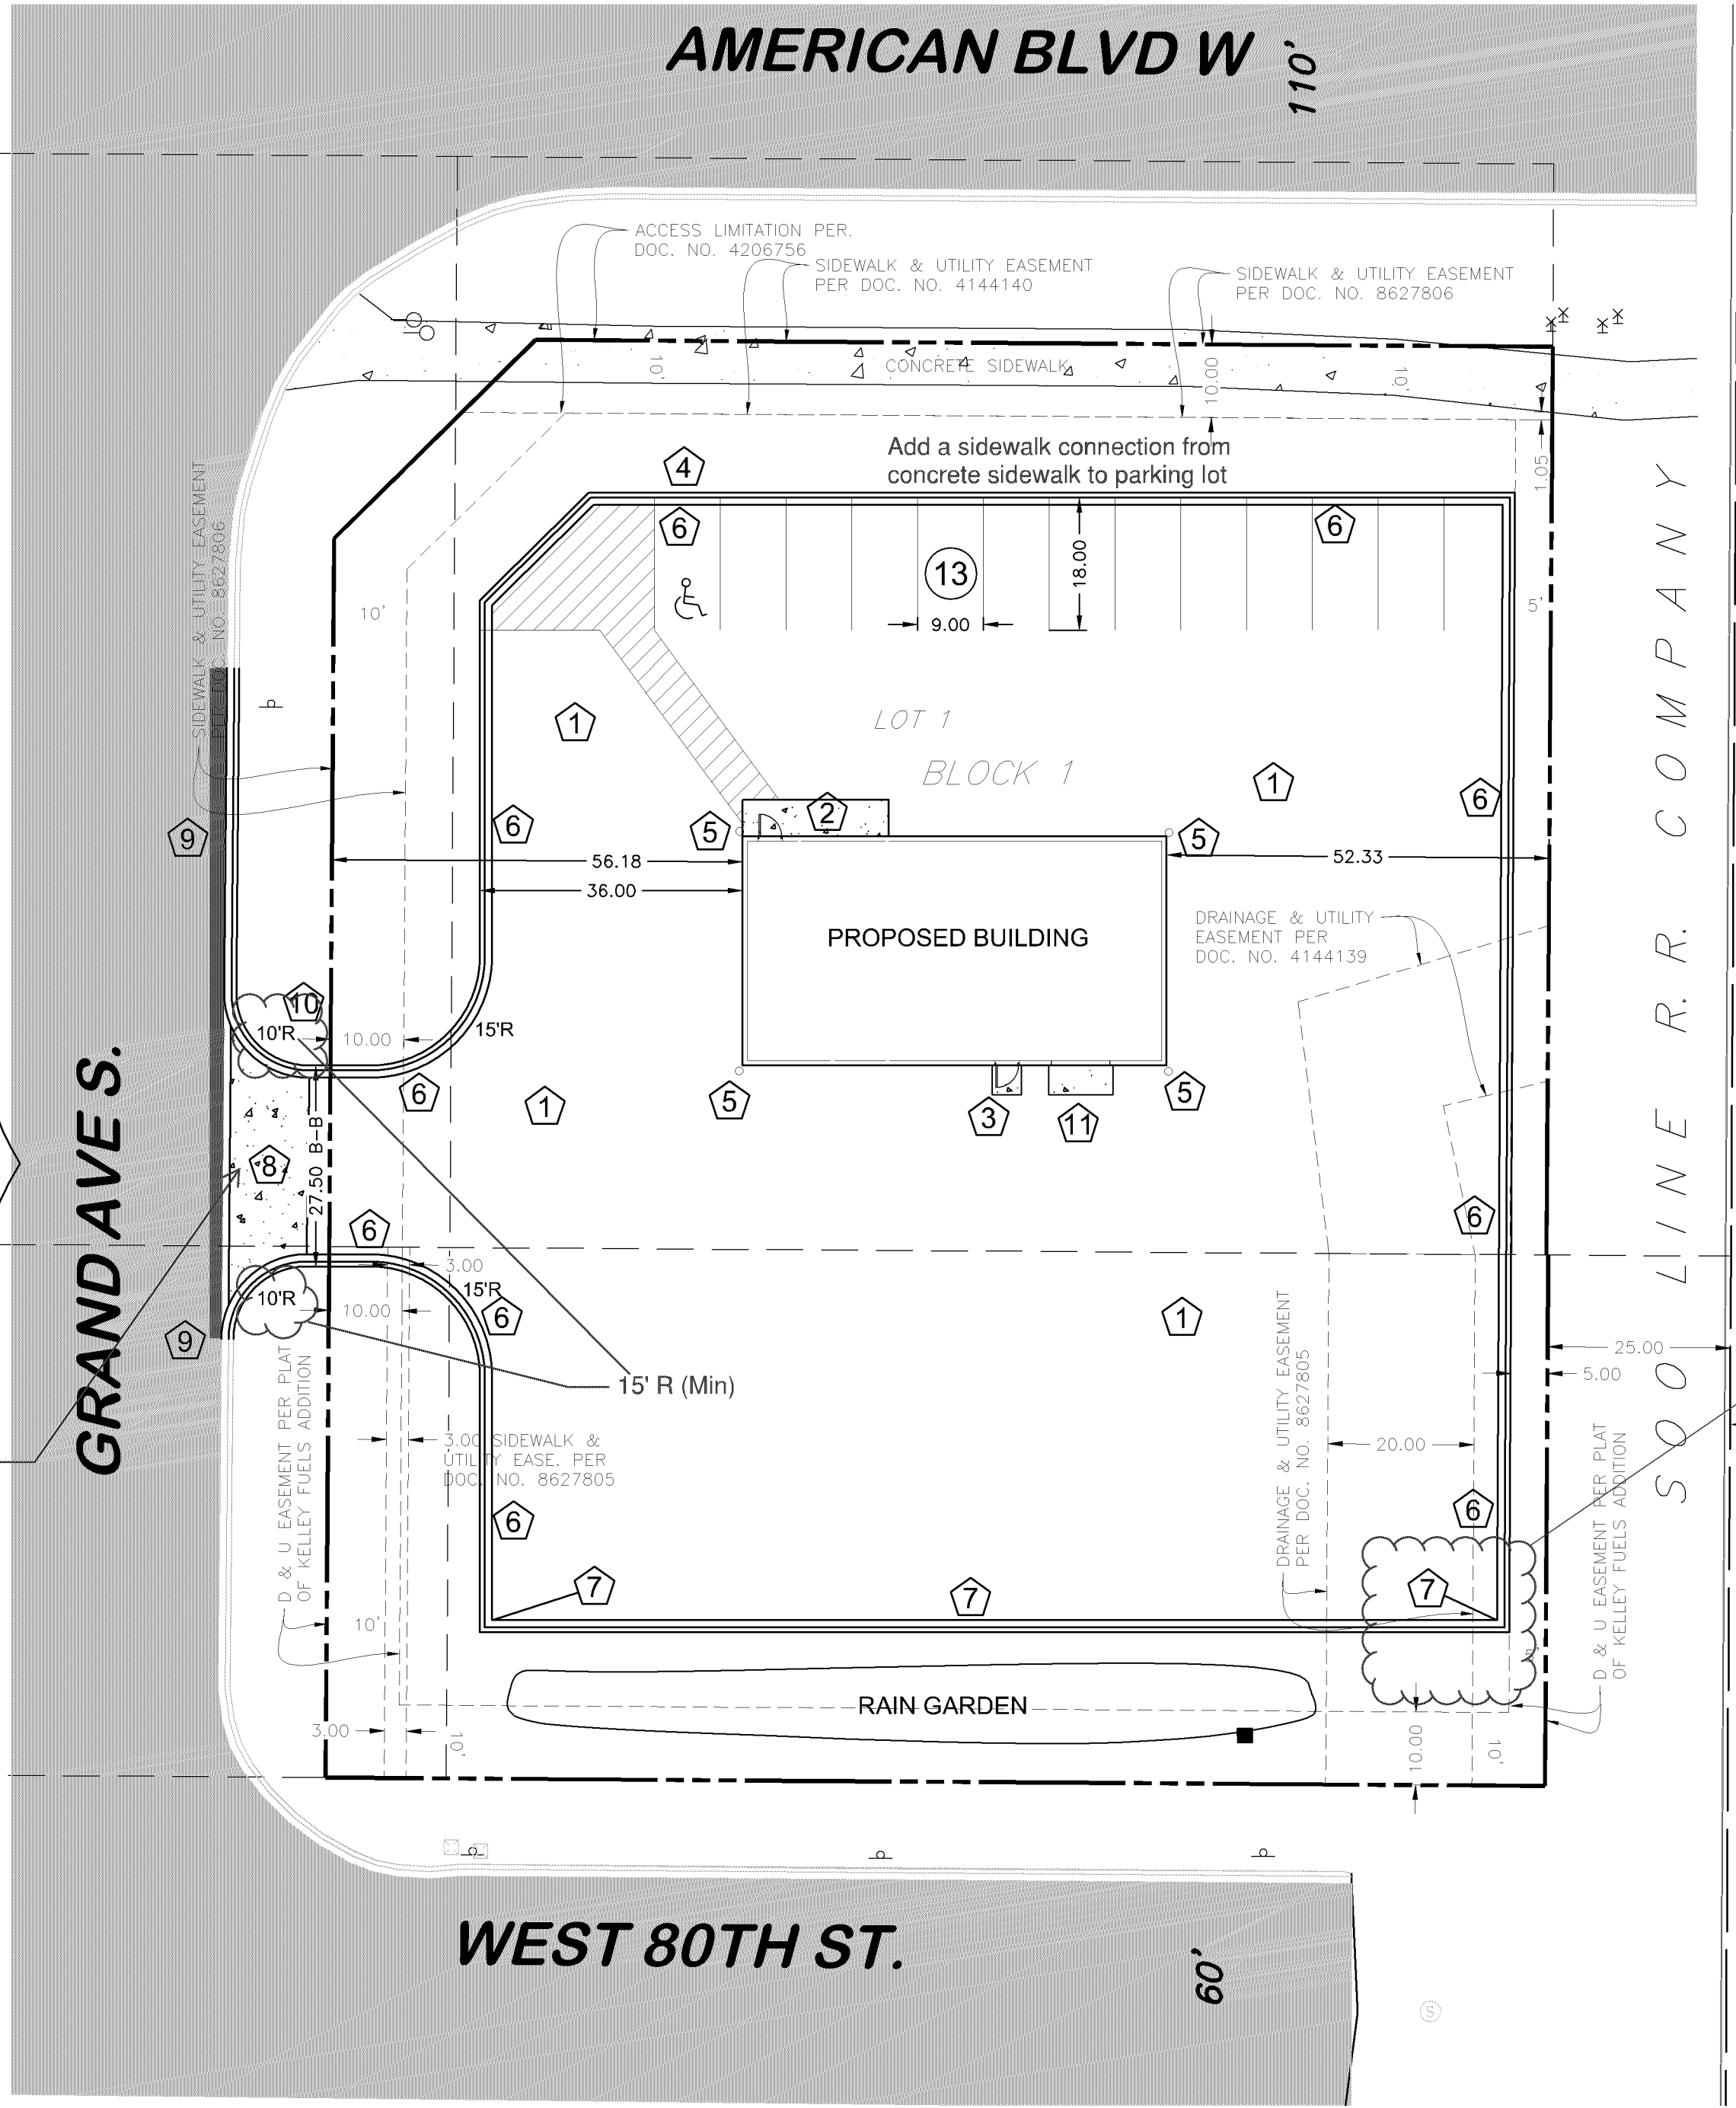 AMERICAN BLVD W
110'
ACCESS LIMITATION PER.
DOC. NO. 4206756
SIDEWALK & UTILITY EASEMENT
PER DOC. NO. 4144140
SIDEWALK & UTILITY EASEMENT
PER DOC. NO. 8627806
10'
CONCRETE SIDEWALK
10.00
10'
Add a sidewalk connection from
concrete sidewalk to parking lot
1.05
4
6
6
13
18.00
9.00
5'
10'
SIDEWALK & UTILITY EASEMENT
PER DOC. NO. 8627806
LOT 1
BLOCK 1
1
1
6
2
5
5
6
9
56.18
52.33
36.00
PROPOSED BUILDING
DRAINAGE & UTILITY
EASEMENT PER
DOC. NO. 4144139
SOO LINE R.R. COMPANY
GRAND AVE S.
10
10'R
10.00
15'R
6
1
5
3
11
5
8
27.50 B-B
6
6
3.00
15'R
10'R
10.00
6
1
9
15' R (Min)
25.00
5.00
D & U EASEMENT PER PLAT
OF KELLEY FUELS ADDITION
3.00 SIDEWALK &
UTILITY EASE. PER
DOC. NO. 8627805
DRAINAGE & UTILITY EASEMENT
PER DOC. NO. 8627805
20.00
D & U EASEMENT PER PLAT
OF KELLEY FUELS ADDITION
6
6
7
7
7
10'
RAIN GARDEN
3.00
10'
10.00
10'
WEST 80TH ST.
60'
S